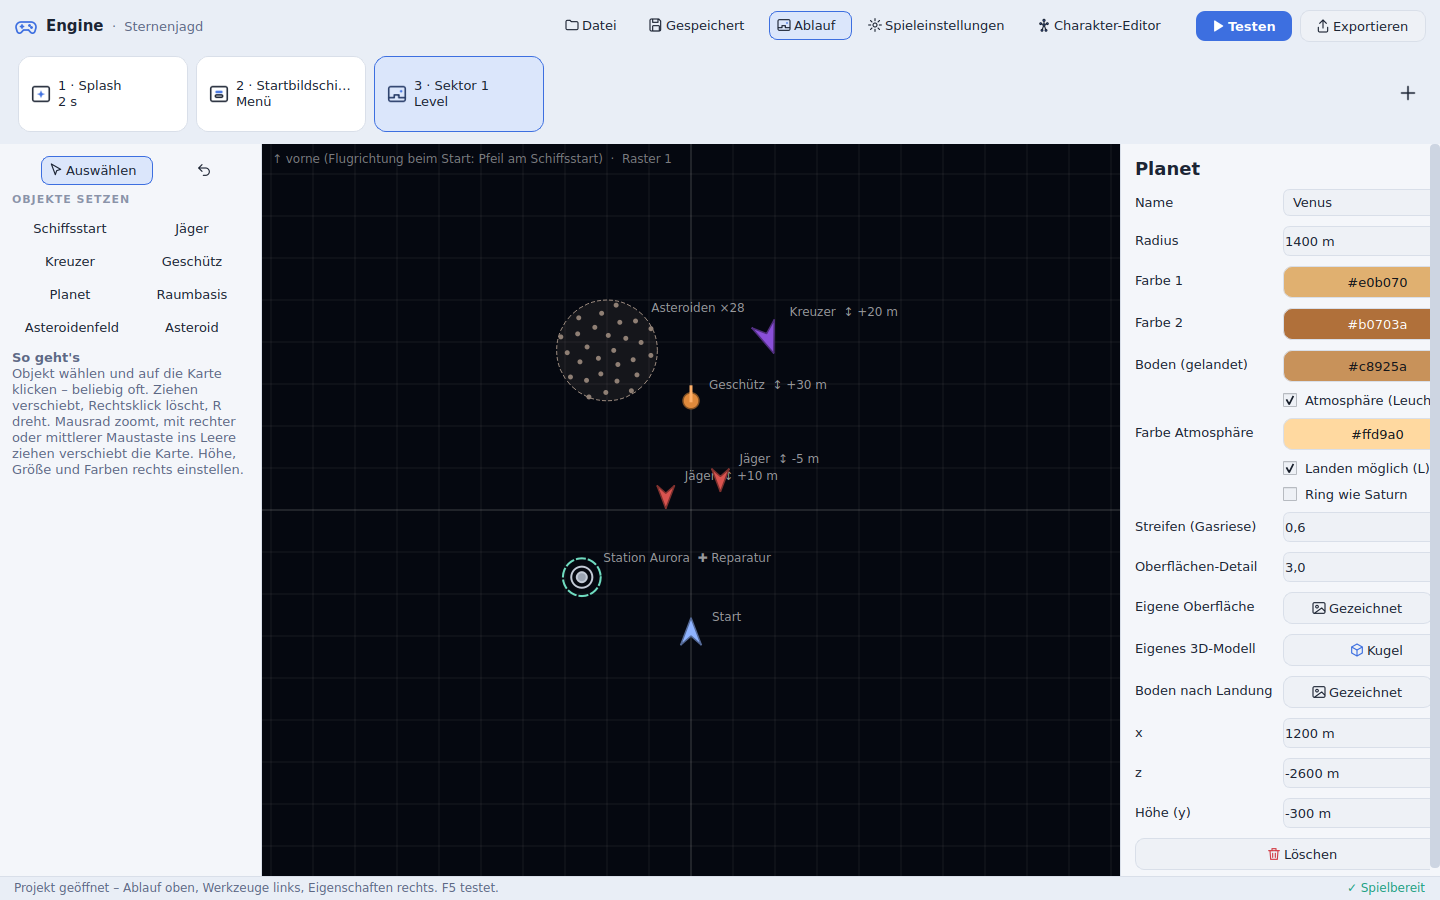 Engine · Sternenjagd
Datei
Gespeichert
Ablauf
Spieleinstellungen
Charakter-Editor
Testen
Exportieren
1 · Splash
2 s
2 · Startbildschi...
Menü
3 · Sektor 1
Level
Auswählen
OBJEKTE SETZEN
Schiffsstart
Jäger
Kreuzer
Geschütz
Planet
Raumbasis
Asteroidenfeld
Asteroid
So geht's
Objekt wählen und auf die Karte
klicken – beliebig oft. Ziehen
verschiebt, Rechtsklick löscht, R
dreht. Mausrad zoomt, mit rechter
oder mittlerer Maustaste ins Leere
ziehen verschiebt die Karte. Höhe,
Größe und Farben rechts einstellen.
↑ vorne (Flugrichtung beim Start: Pfeil am Schiffsstart) · Raster 1
Asteroiden ×28
Kreuzer ↕ +20 m
Geschütz ↕ +30 m
Jäger ↕ -5 m
Jäger ↕ +10 m
Station Aurora ✚ Reparatur
Start
Planet
Name
Venus
Radius
1400 m
Farbe 1
#e0b070
Farbe 2
#b0703a
Boden (gelandet)
#c8925a
Atmosphäre (Leuch
Farbe Atmosphäre
#ffd9a0
Landen möglich (L)
Ring wie Saturn
Streifen (Gasriese)
0,6
Oberflächen-Detail
3,0
Eigene Oberfläche
Gezeichnet
Eigenes 3D-Modell
Kugel
Boden nach Landung
Gezeichnet
x
1200 m
z
-2600 m
Höhe (y)
-300 m
Löschen
Projekt geöffnet – Ablauf oben, Werkzeuge links, Eigenschaften rechts. F5 testet.
✓ Spielbereit